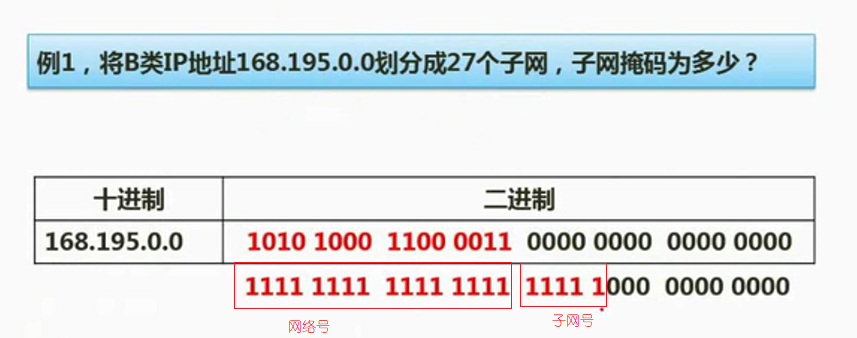 例1，将B类IP地址168.195.0.0划分成27个子网，子网掩码为多少？
十进制 二进制
168.195.0.0 1010 1000 1100 0011 0000 0000 0000 0000
1111 1111 1111 1111 1111 1000 0000 0000
网络号 子网号